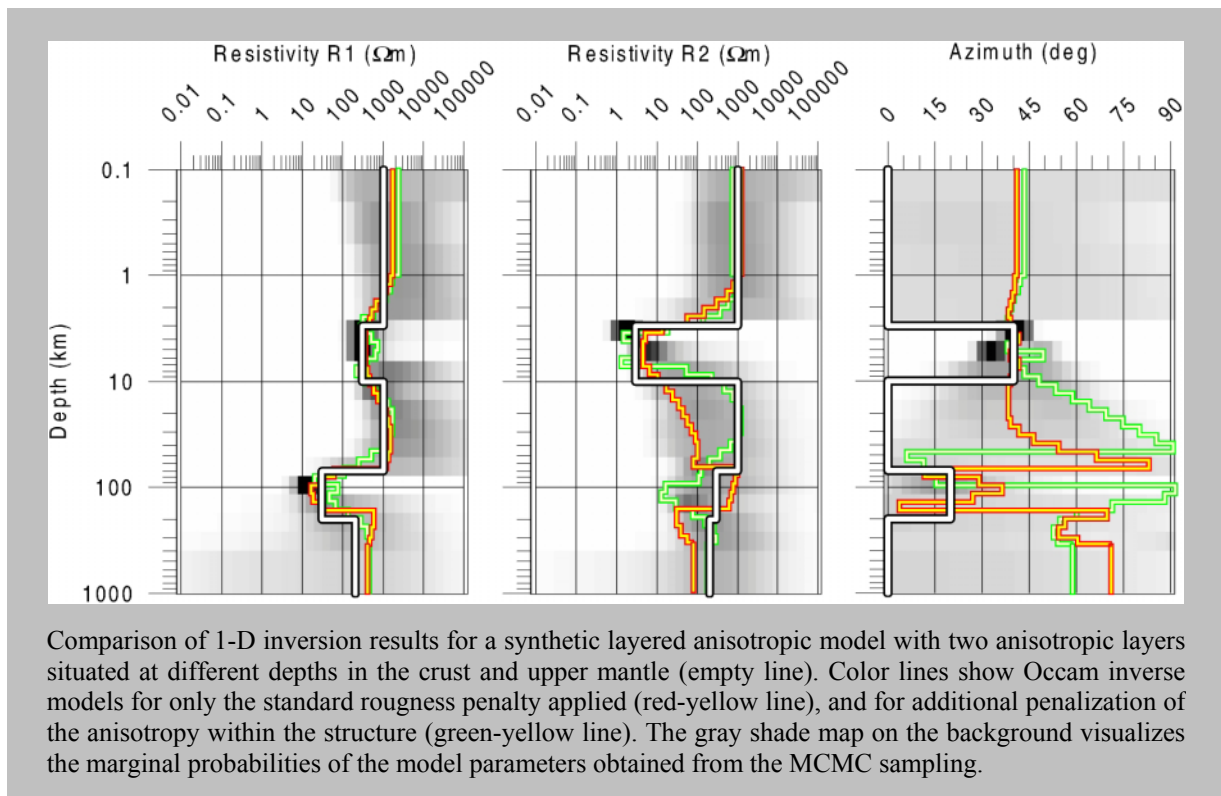 Resistivity R1 (Ωm) Resistivity R2 (Ωm) Azimuth (deg)
0.01 0.1 1 10 100 1000 10000 100000 0.01 0.1 1 10 100 1000 10000 100000 0 15 30 45 60 75 90
0.1
1
10
100
1000
Depth (km)
Comparison of 1-D inversion results for a synthetic layered anisotropic model with two anisotropic layers
situated at different depths in the crust and upper mantle (empty line). Color lines show Occam inverse
models for only the standard rougness penalty applied (red-yellow line), and for additional penalization of
the anisotropy within the structure (green-yellow line). The gray shade map on the background visualizes
the marginal probabilities of the model parameters obtained from the MCMC sampling.